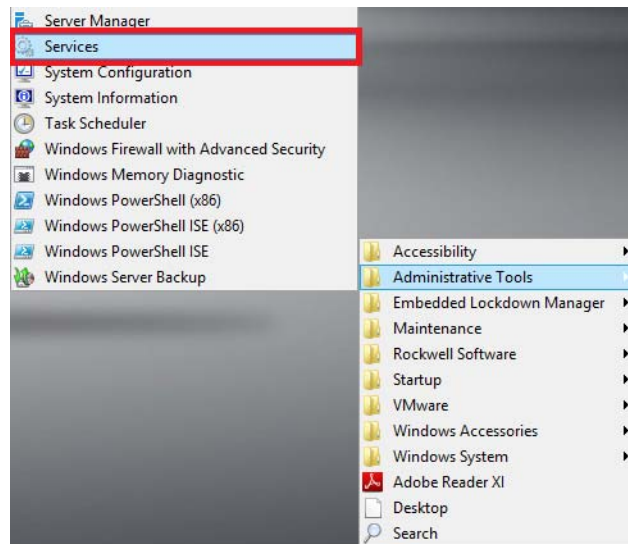 Server Manager
Services
System Configuration
System Information
Task Scheduler
Windows Firewall with Advanced Security
Windows Memory Diagnostic
Windows PowerShell (x86)
Windows PowerShell ISE (x86)
Windows PowerShell ISE
Windows Server Backup
Accessibility
Administrative Tools
Embedded Lockdown Manager
Maintenance
Rockwell Software
Startup
VMware
Windows Accessories
Windows System
Adobe Reader XI
Desktop
Search